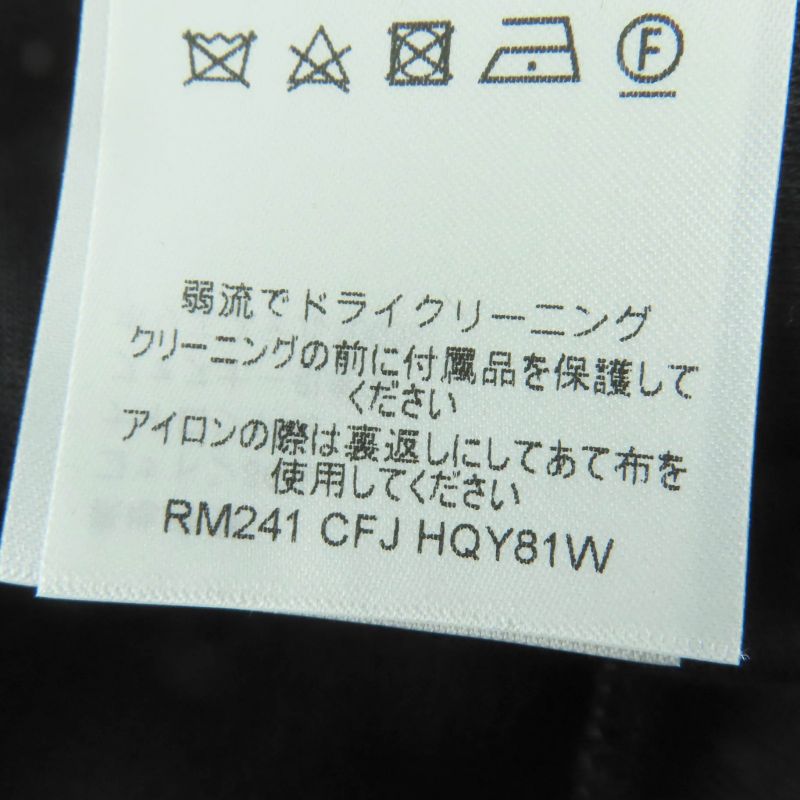 F
弱流でドライクリーニング
クリーニングの前に付属品を保護して
ください
アイロンの際は裏返しにしてあて布を
使用してください
RM241 CFJ HQY81W